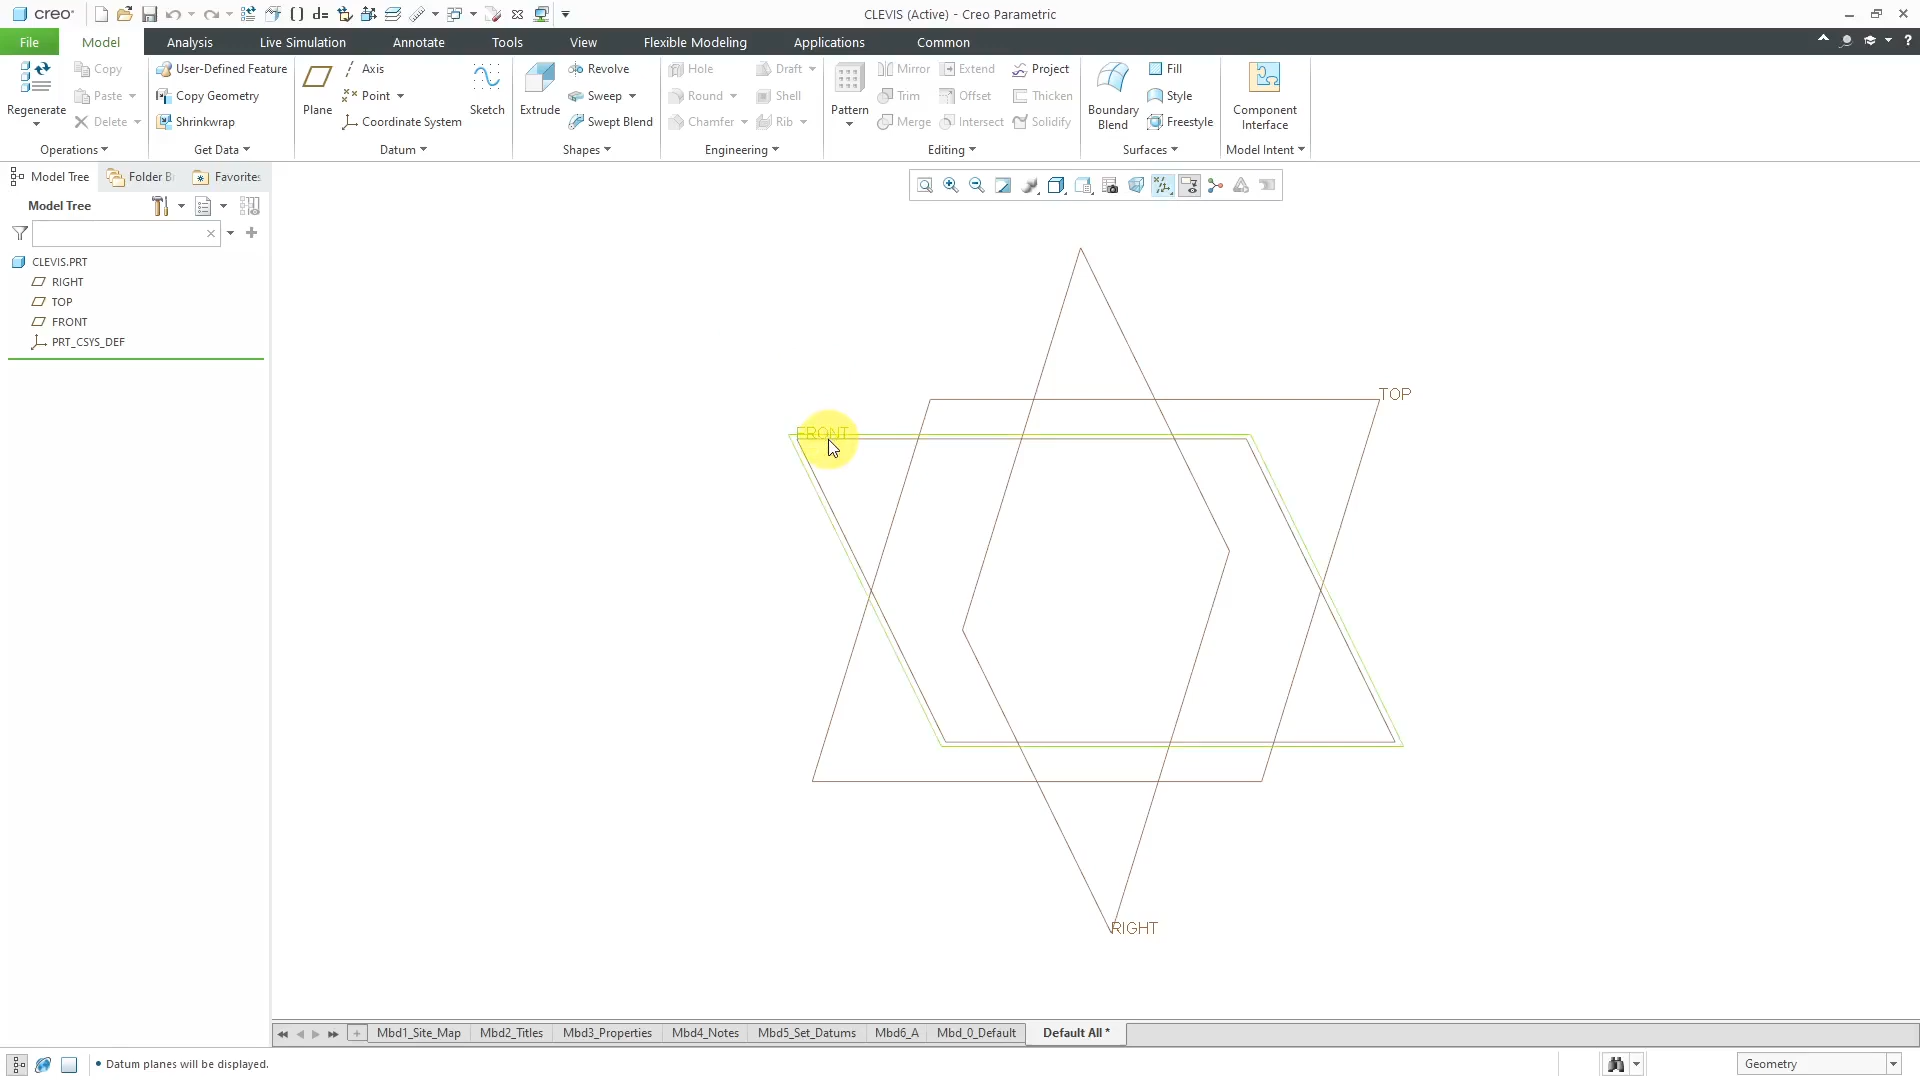 creo
CLEVIS (Active) - Creo Parametric
File
Model
Analysis
Live Simulation
Annotate
Tools
View
Flexible Modeling
Applications
Common
Regenerate
Copy
Paste
Delete
Operations
User-Defined Feature
Copy Geometry
Shrinkwrap
Get Data
Plane
Axis
Point
Coordinate System
Sketch
Datum
Extrude
Revolve
Sweep
Swept Blend
Shapes
Hole
Round
Chamfer
Draft
Shell
Rib
Engineering
Pattern
Mirror
Trim
Merge
Extend
Offset
Intersect
Project
Thicken
Solidify
Editing
Boundary
Blend
Fill
Style
Freestyle
Surfaces
Component
Interface
Model Intent
Model Tree
Folder B
Favorites
Model Tree
CLEVIS.PRT
RIGHT
TOP
FRONT
PRT_CSYS_DEF
TOP
FRONT
RIGHT
Mbd1_Site_Map
Mbd2_Titles
Mbd3_Properties
Mbd4_Notes
Mbd5_Set_Datums
Mbd6_A
Mbd_0_Default
Default All *
• Datum planes will be displayed.
Geometry